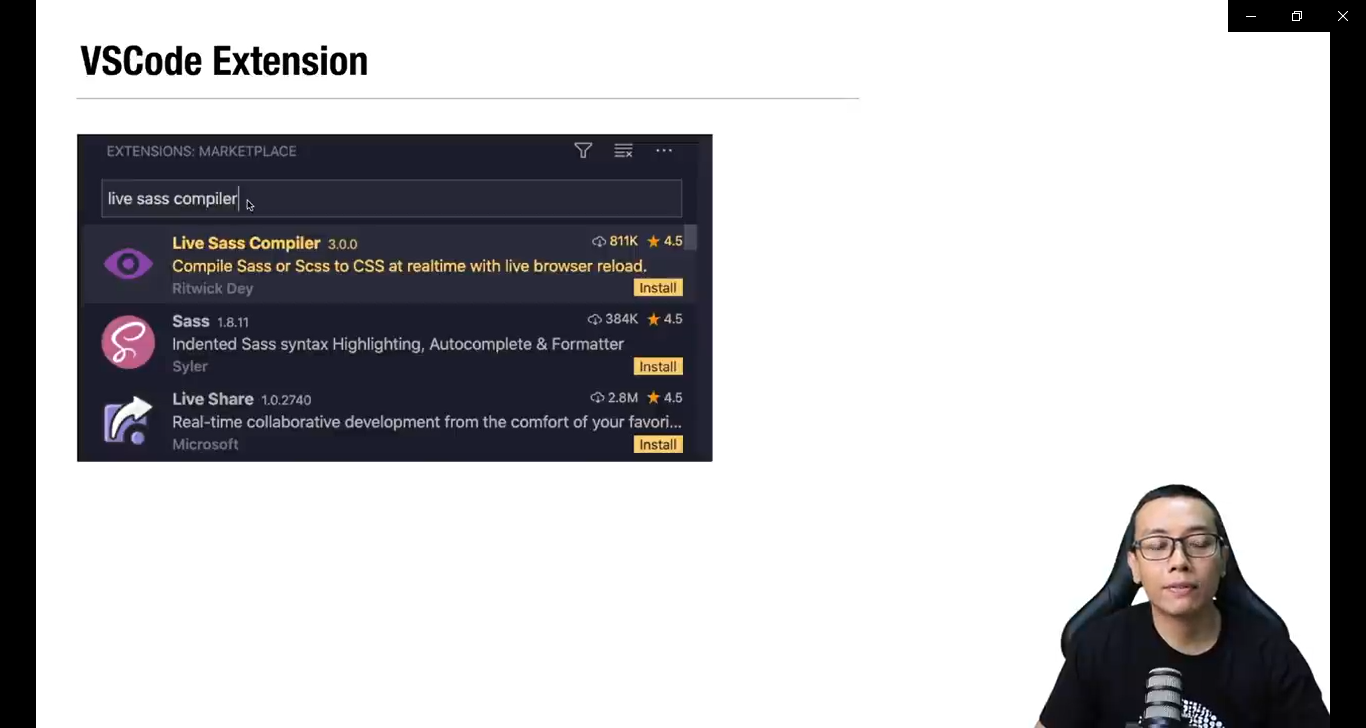 VSCode Extension
EXTENSIONS: MARKETPLACE
live sass compiler
Live Sass Compiler 3.0.0 811K 4.5
Compile Sass or Scss to CSS at realtime with live browser reload.
Ritwick Dey Install
Sass 1.8.11 384K 4.5
Indented Sass syntax Highlighting, Autocomplete & Formatter
Syler Install
Live Share 1.0.2740 2.8M 4.5
Real-time collaborative development from the comfort of your favori...
Microsoft Install